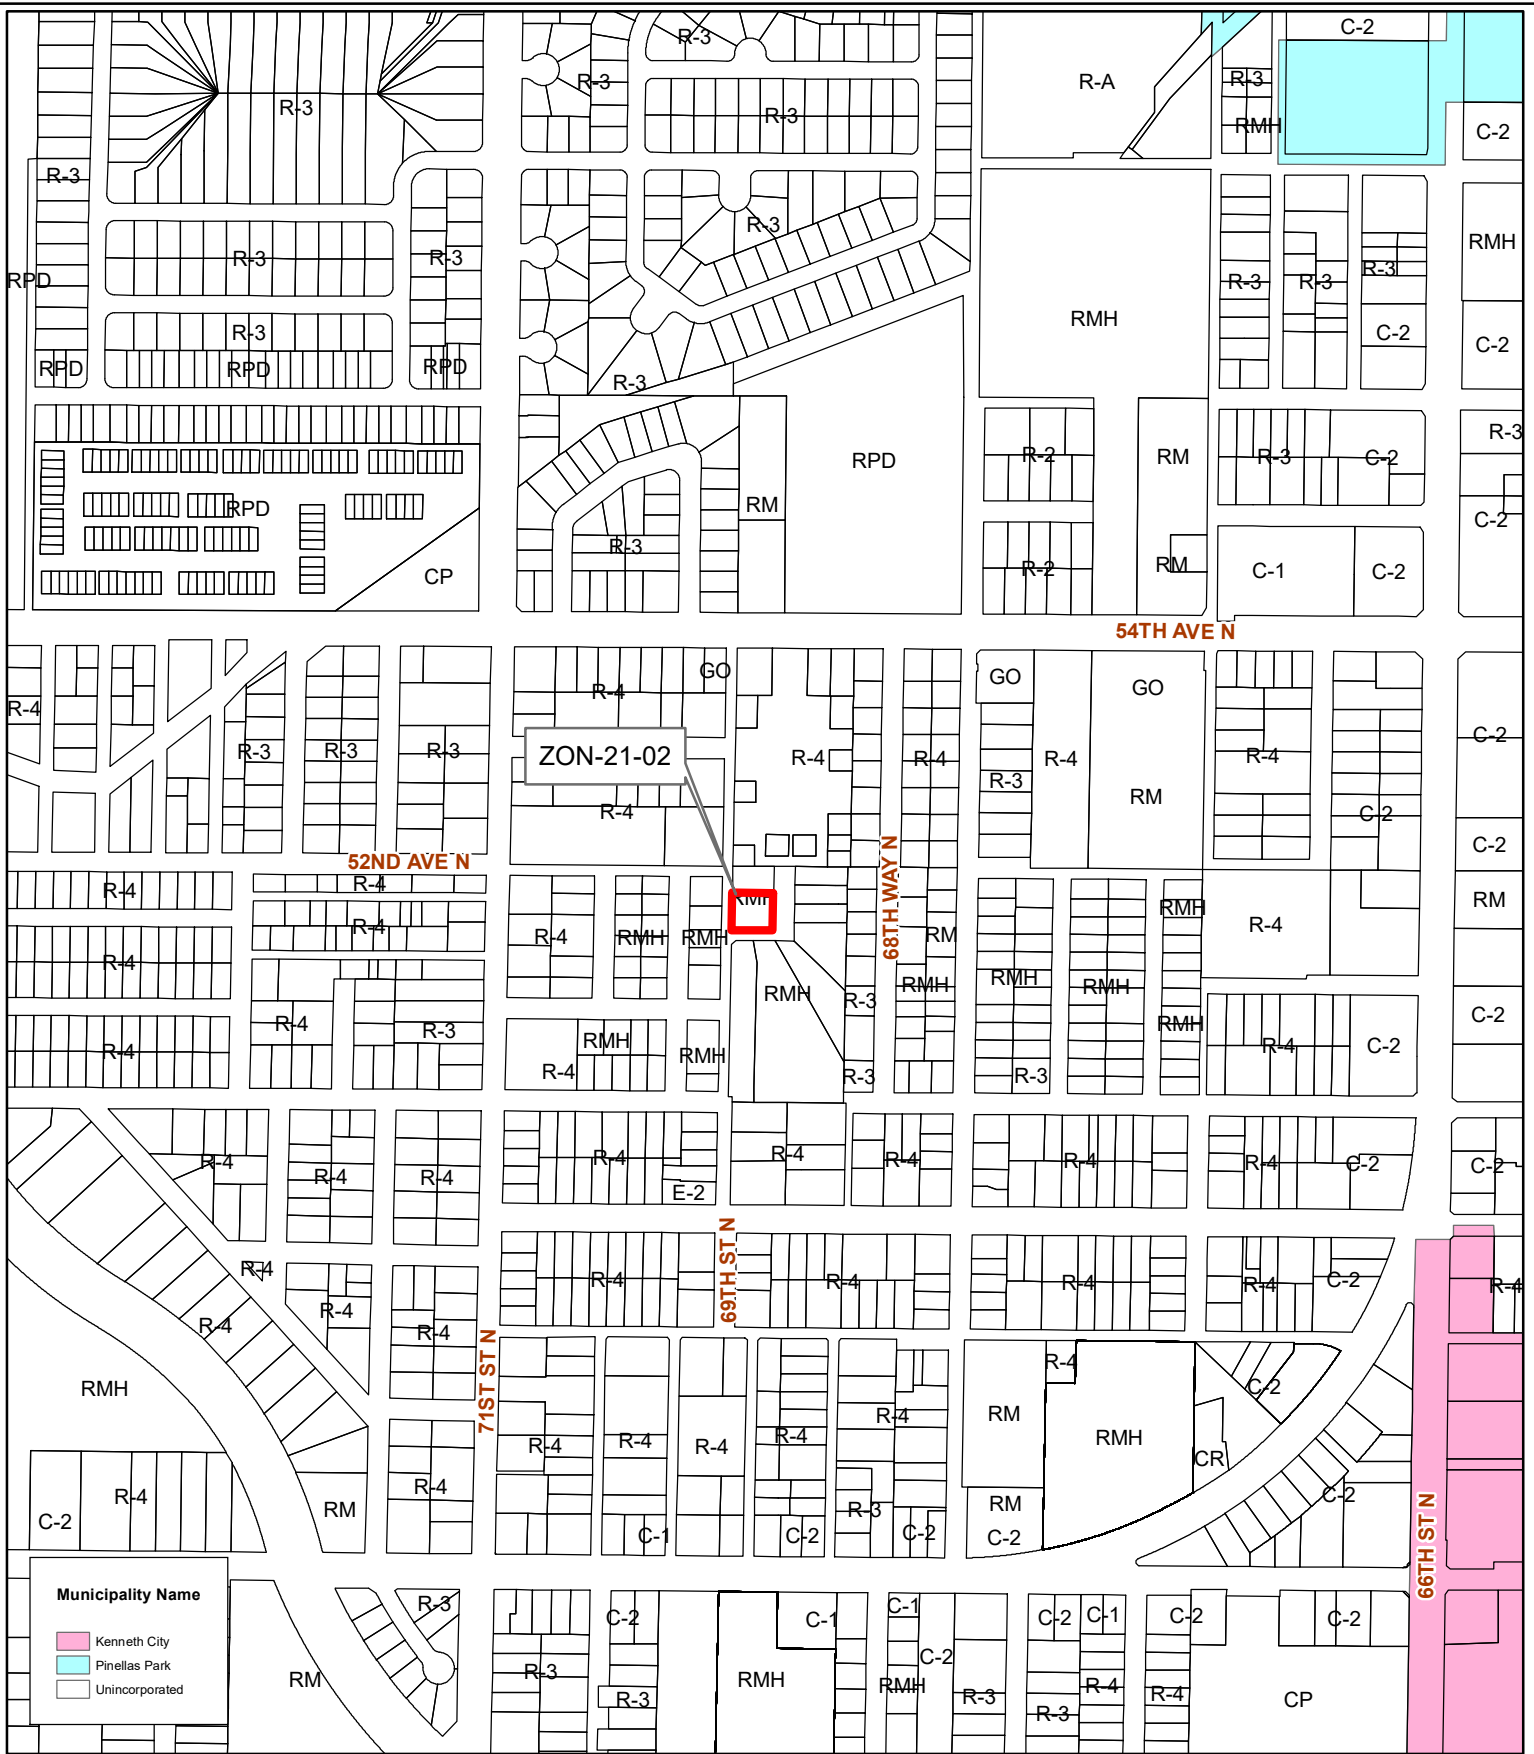 C-2
R-3
R-3
R-A
R-3
R-3
R-3
RMH
C-2
R-3
R-3
RMH
R-3
R-3
RPD
R-3
R-3
R-3
R-3
RMH
R-3
C-2
C-2
RPD
RPD
RPD
R-3
R-3
R-2
RM
R-3
C-2
RPD
RM
RPD
C-2
R-3
CP
R-2
RM
C-1
C-2
54TH AVE N
GO
GO
GO
R-4
R-4
R-3
R-3
R-3
ZON-21-02
R-4
R-4
R-3
R-4
R-4
C-2
RM
R-4
C-2
52ND AVE N
68TH WAY N
C-2
R-4
R-4
RMH
RM
R-4
R-4
RMH
RMH
RM
RMH
R-4
R-4
RMH
R-3
RMH
RMH
RMH
R-4
R-3
RMH
RMH
C-2
R-4
R-4
RMH
R-3
R-3
R-4
C-2
R-4
R-4
R-4
R-4
R-4
R-4
R-4
R-4
C-2
C-2
E-2
69TH ST N
R-4
R-4
R-4
R-4
R-4
R-4
C-2
R-4
R-4
R-4
71ST ST N
RMH
R-4
C-2
RM
R-4
RMH
R-4
R-4
R-4
R-4
CR
R-4
R-4
C-2
RM
C-2
66TH ST N
RM
C-2
R-3
C-1
C-2
C-2
Municipality Name
Kenneth City
Pinellas Park
Unincorporated
R-3
C-2
C-1
C-1
C-2
C-1
C-2
C-2
R-3
RM
R-3
RMH
C-2
RMH
R-3
R-3
R-4
R-4
CP